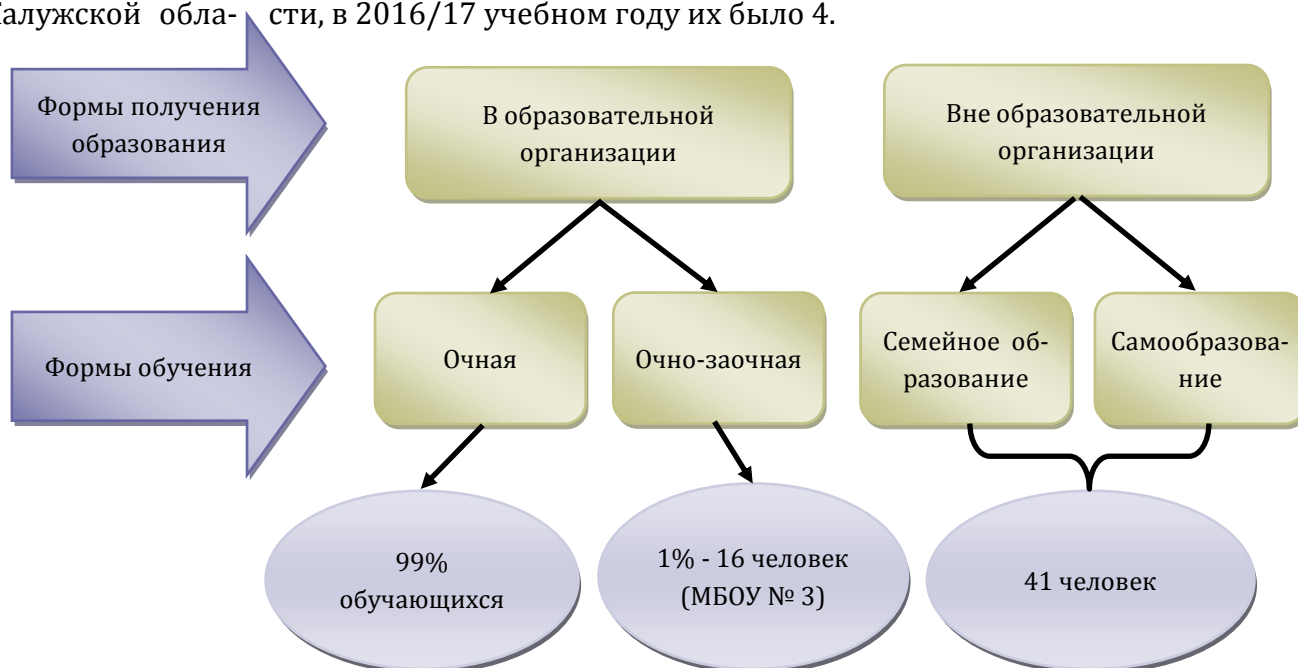 Калужской обла- сти, в 2016/17 учебном году их было 4.
Формы получения
образования
В образовательной
организации
Вне образовательной
организации
Формы обучения
Очная
Очно-заочная
Семейное об-
разование
Самообразова-
ние
99%
обучающихся
1% - 16 человек
(МБОУ № 3)
41 человек